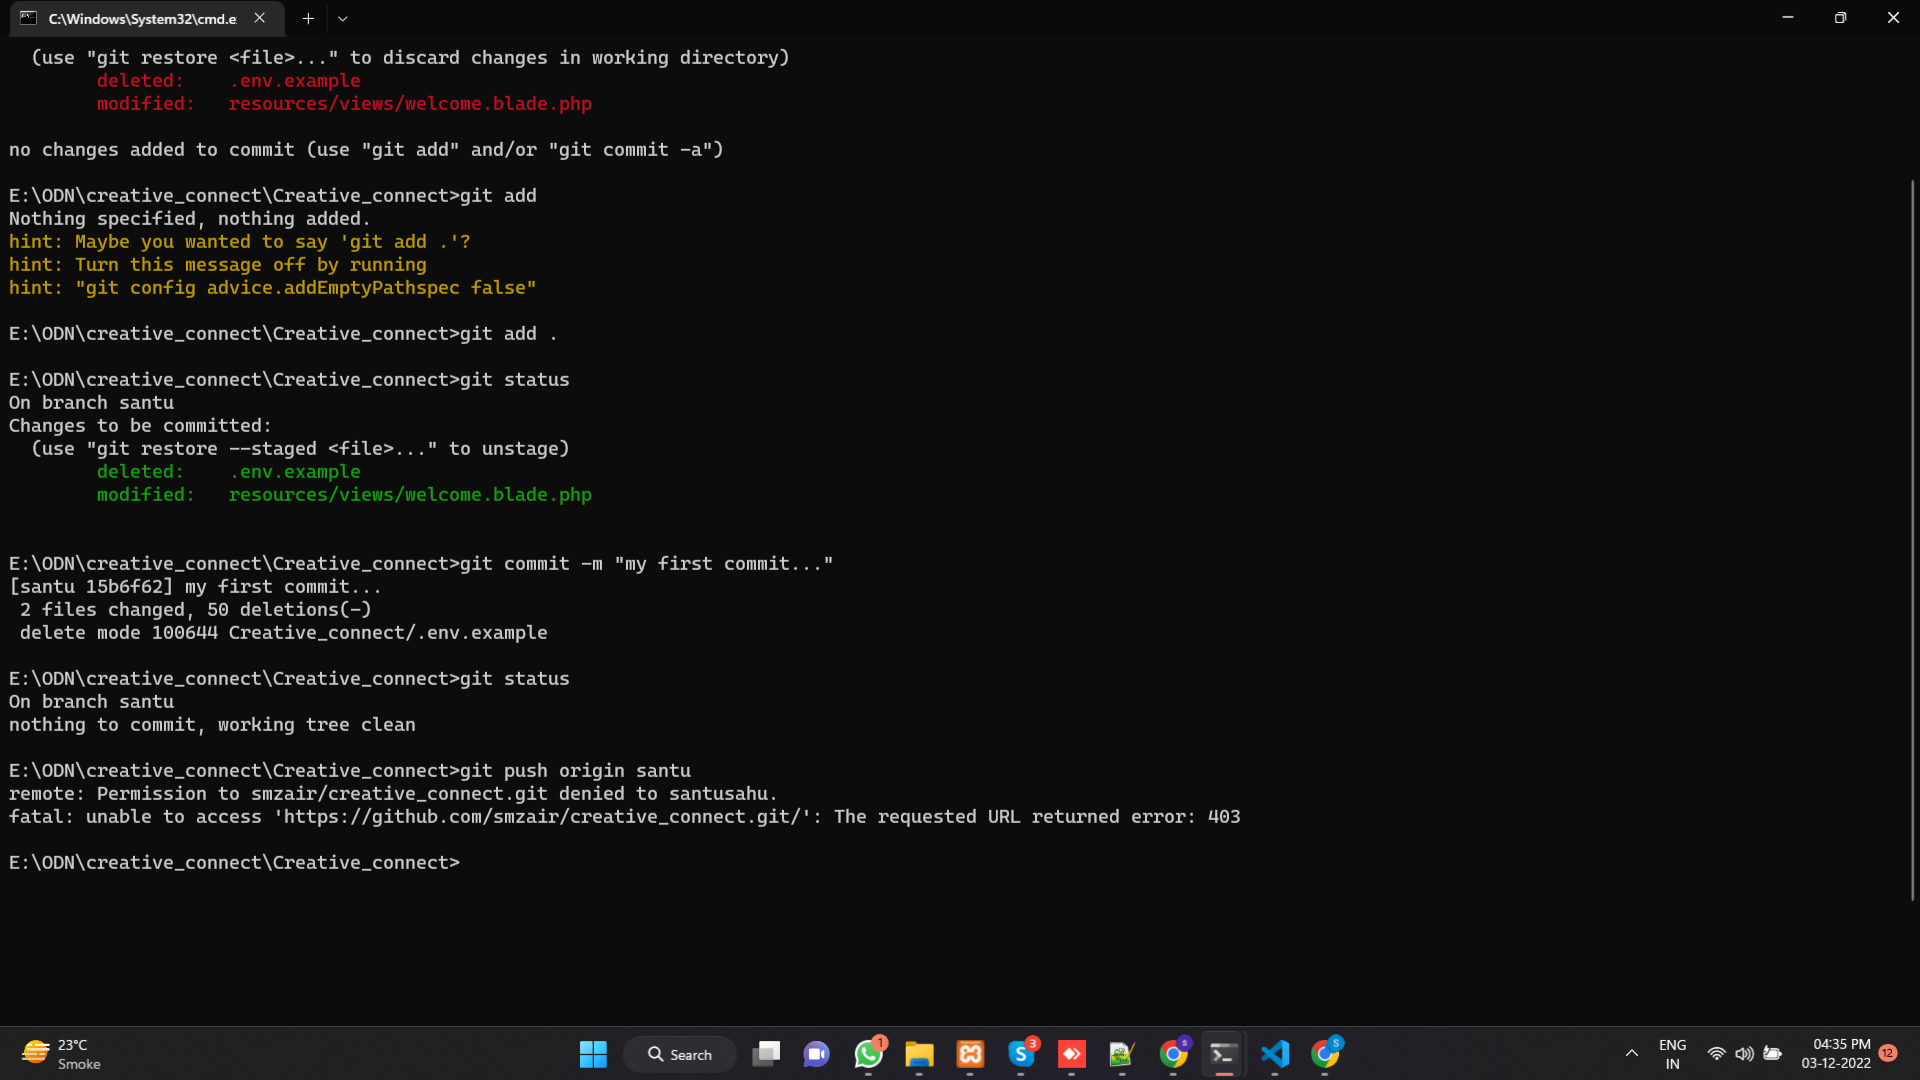 C:\Windows\System32\cmd.e
(use "git restore <file>..." to discard changes in working directory)
deleted:    .env.example
modified:   resources/views/welcome.blade.php
no changes added to commit (use "git add" and/or "git commit -a")
E:\ODN\creative_connect\Creative_connect>git add
Nothing specified, nothing added.
hint: Maybe you wanted to say 'git add .'?
hint: Turn this message off by running
hint: "git config advice.addEmptyPathspec false"
E:\ODN\creative_connect\Creative_connect>git add .
E:\ODN\creative_connect\Creative_connect>git status
On branch santu
Changes to be committed:
(use "git restore --staged <file>..." to unstage)
deleted:    .env.example
modified:   resources/views/welcome.blade.php
E:\ODN\creative_connect\Creative_connect>git commit -m "my first commit..."
[santu 15b6f62] my first commit...
2 files changed, 50 deletions(-)
delete mode 100644 Creative_connect/.env.example
E:\ODN\creative_connect\Creative_connect>git status
On branch santu
nothing to commit, working tree clean
E:\ODN\creative_connect\Creative_connect>git push origin santu
remote: Permission to smzair/creative_connect.git denied to santusahu.
fatal: unable to access 'https://github.com/smzair/creative_connect.git/': The requested URL returned error: 403
E:\ODN\creative_connect\Creative_connect>
23°C
Smoke
Search
1
3
S
S
ENG
IN
04:35 PM
03-12-2022
12